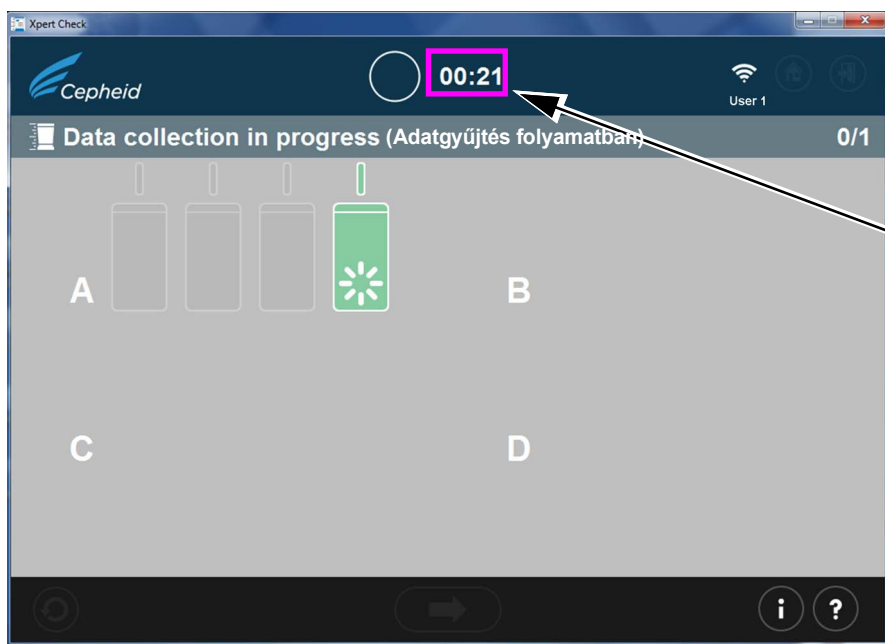 Xpert Check
Cepheid
00:21
User 1
Data collection in progress (Adatgyűjtés folyamatban)
0/1
A
B
C
D
i
?